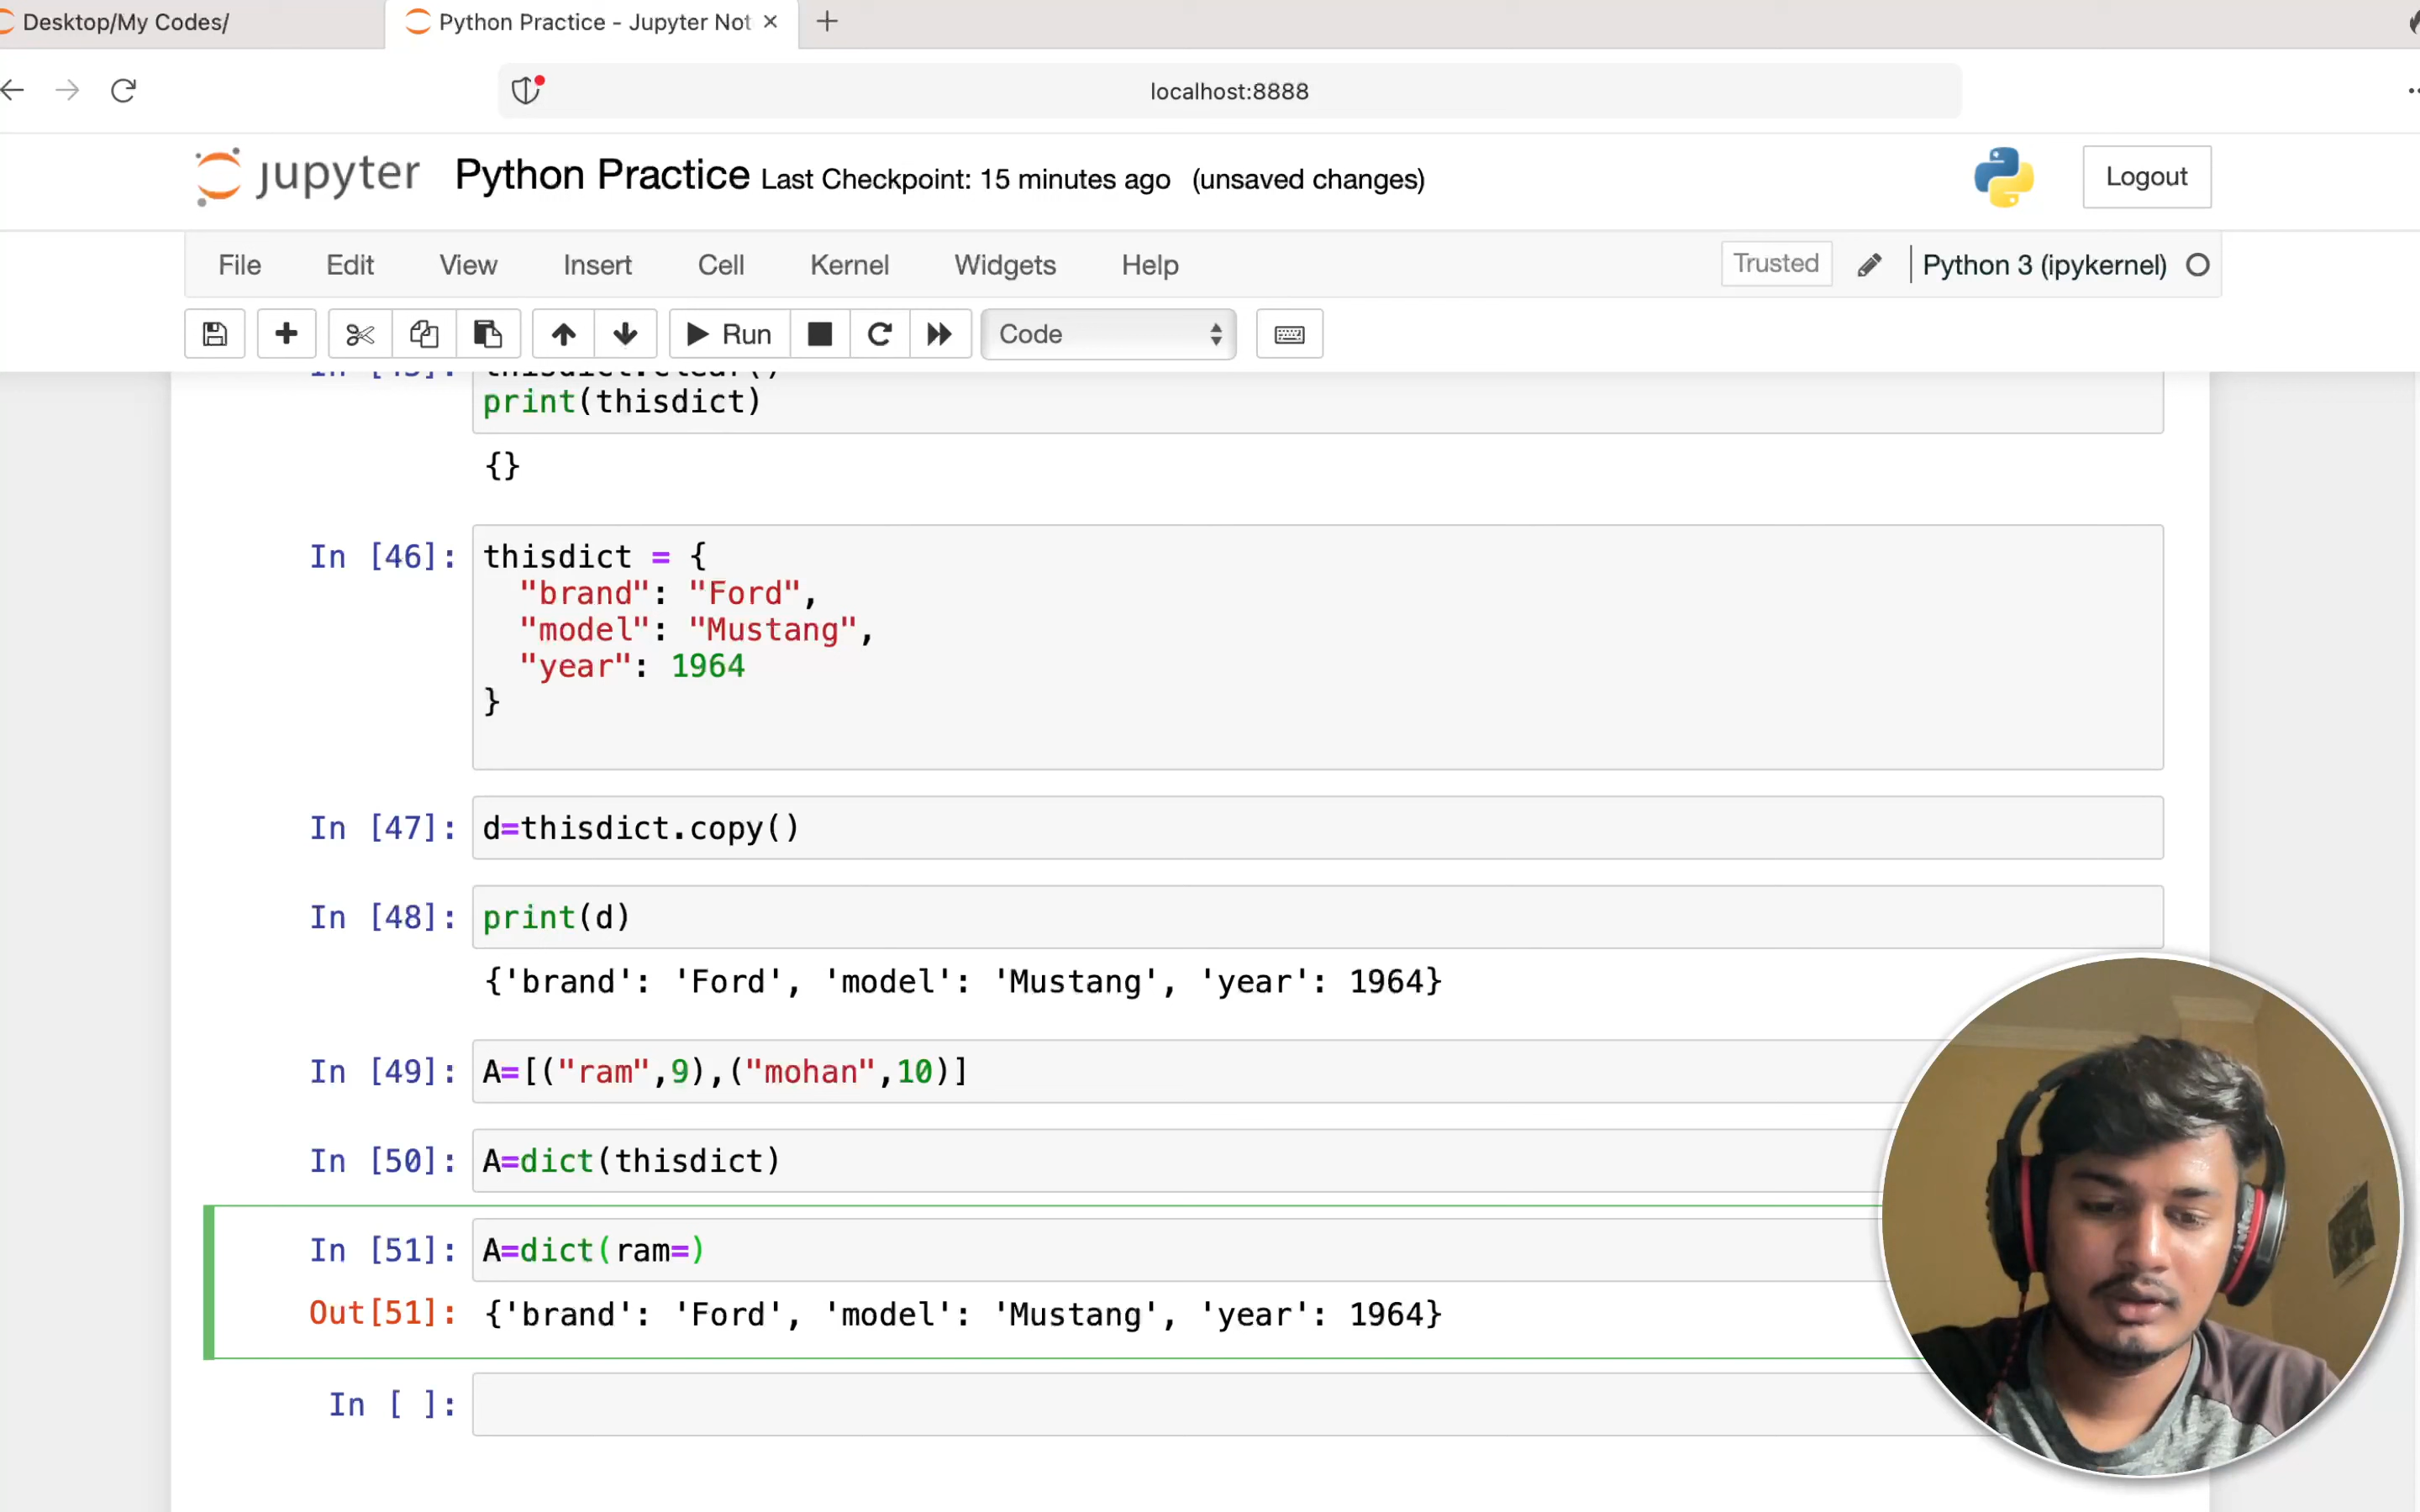 Desktop/My Codes/
Python Practice - Jupyter Not
localhost:8888
jupyter Python Practice Last Checkpoint: 15 minutes ago (unsaved changes)
Logout
File Edit View Insert Cell Kernel Widgets Help
Trusted
Python 3 (ipykernel)
Run
Code
In [45]: thisdict.clear()
print(thisdict)
{}
In [46]: thisdict = {
"brand": "Ford",
"model": "Mustang",
"year": 1964
}
In [47]: d=thisdict.copy()
In [48]: print(d)
{'brand': 'Ford', 'model': 'Mustang', 'year': 1964}
In [49]: A=[("ram",9),("mohan",10)]
In [50]: A=dict(thisdict)
In [51]: A=dict(ram=)
Out[51]: {'brand': 'Ford', 'model': 'Mustang', 'year': 1964}
In [ ]: